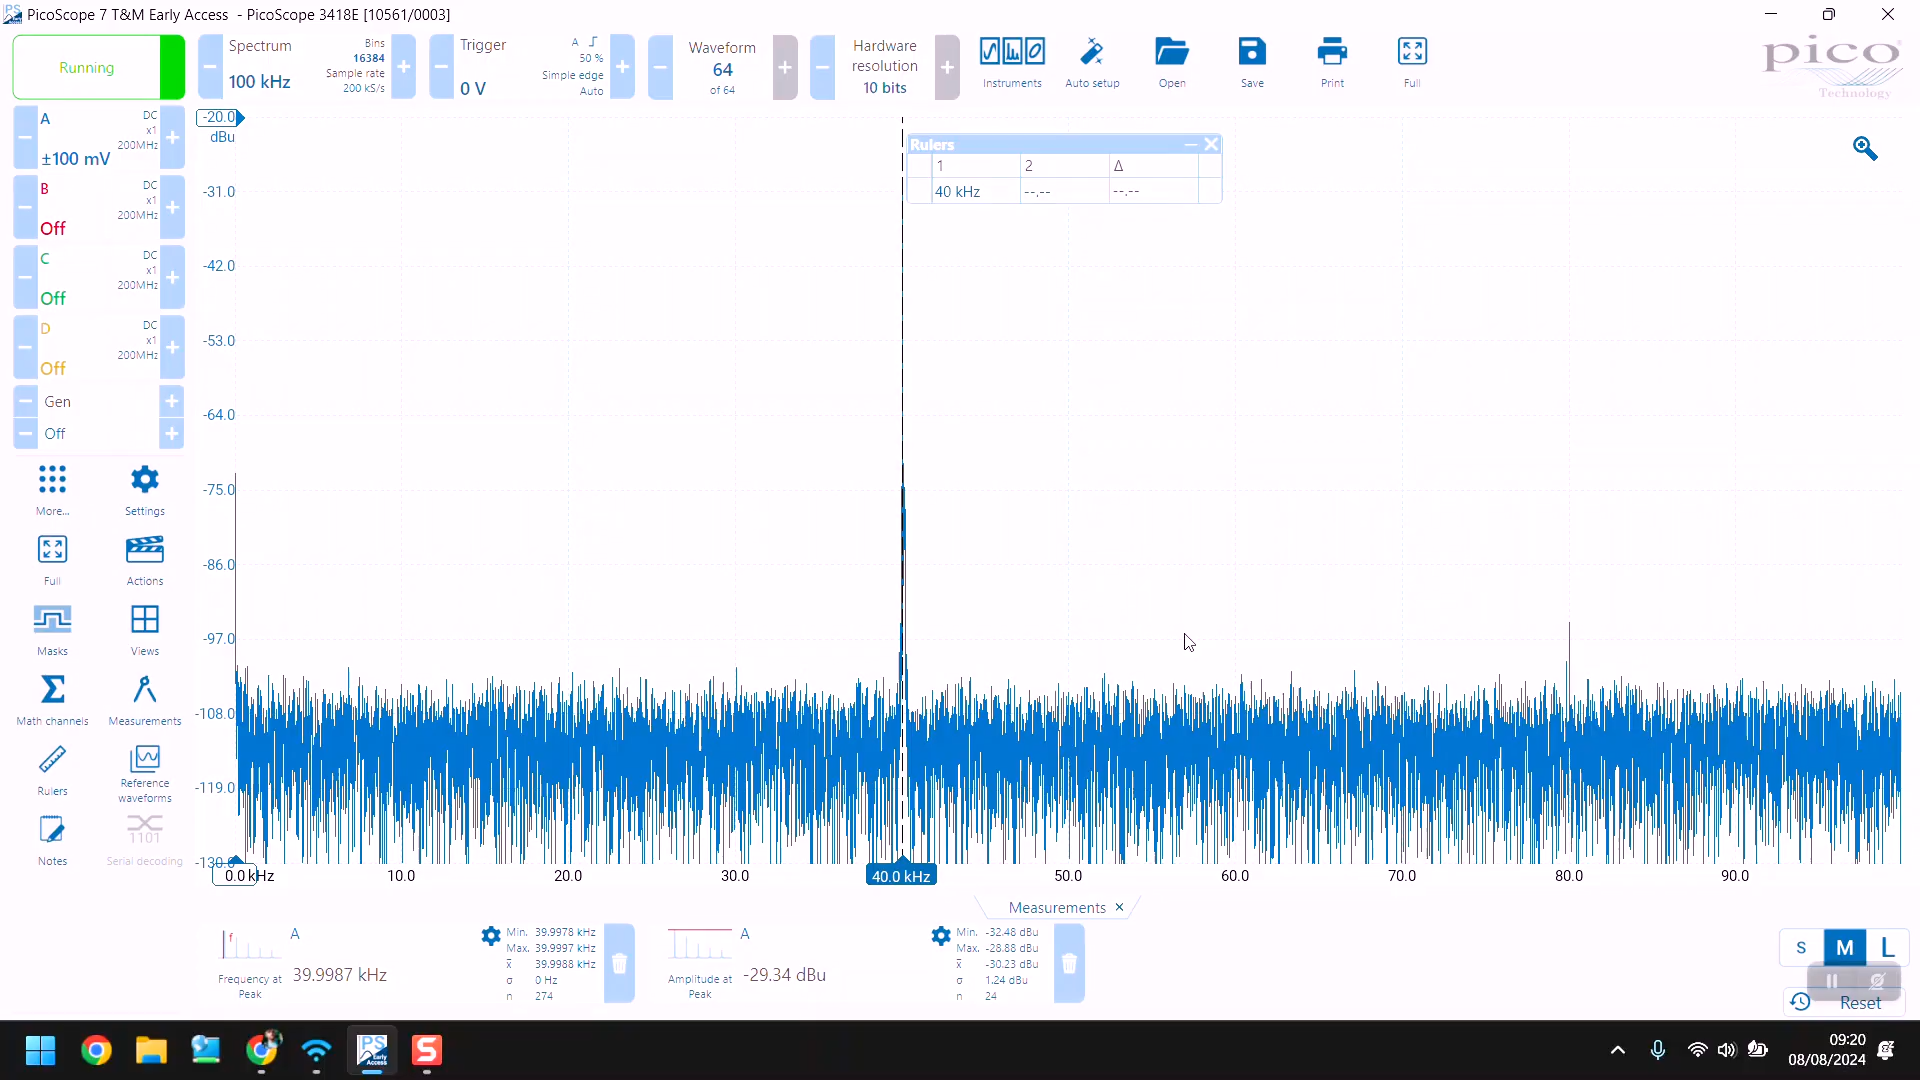 PicoScope 7 T&M Early Access - PicoScope 3418E [10561/0003]
Running
Spectrum
100 kHz
Bins
16384
Sample rate
200 kS/s
Trigger
0 V
A
50 %
Simple edge
Auto
Waveform
64
of 64
Hardware
resolution
10 bits
Instruments
Auto setup
Open
Save
Print
Full
pico
Technology
A
DC
x1
200MHz
±100 mV
B
DC
x1
200MHz
Off
C
DC
x1
200MHz
Off
D
DC
x1
200MHz
Off
Gen
Off
More...
Settings
Full
Actions
Masks
Views
Math channels
Measurements
Rulers
Reference
waveforms
Notes
1101
Serial decoding
-20.0
dBu
-31.0
-42.0
-53.0
-64.0
-75.0
-86.0
-97.0
-108.0
-119.0
-130.0
Rulers
1 2 Δ
40 kHz --.-- --.--
0.0 kHz 10.0 20.0 30.0 40.0 kHz 50.0 60.0 70.0 80.0 90.0
Measurements
f
A
Frequency at
Peak
39.9987 kHz
Min. 39.9978 kHz
Max. 39.9997 kHz
x̄ 39.9988 kHz
σ 0 Hz
n 274
A
Amplitude at
Peak
-29.34 dBu
Min. -32.48 dBu
Max. -28.88 dBu
x̄ -30.23 dBu
σ 1.24 dBu
n 24
S M L
Reset
PS
Early
Access
S
09:20
08/08/2024